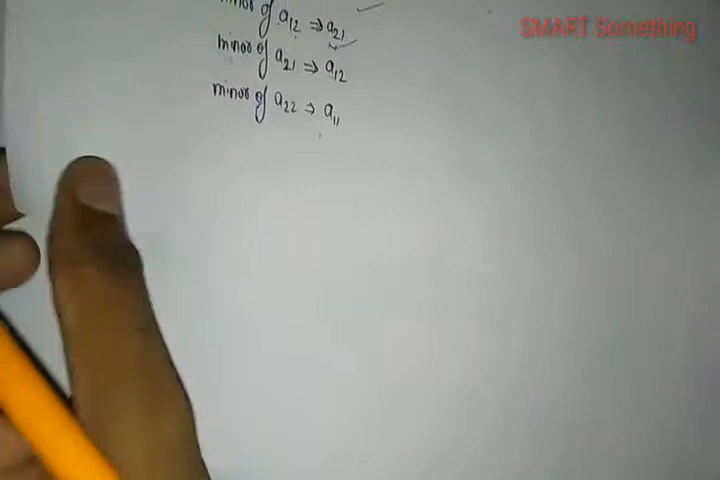 SMART Something
minor of a₁₂ ⇒ a₂₁
minor of a₂₁ ⇒ a₁₂
minor of a₂₂ ⇒ a₁₁